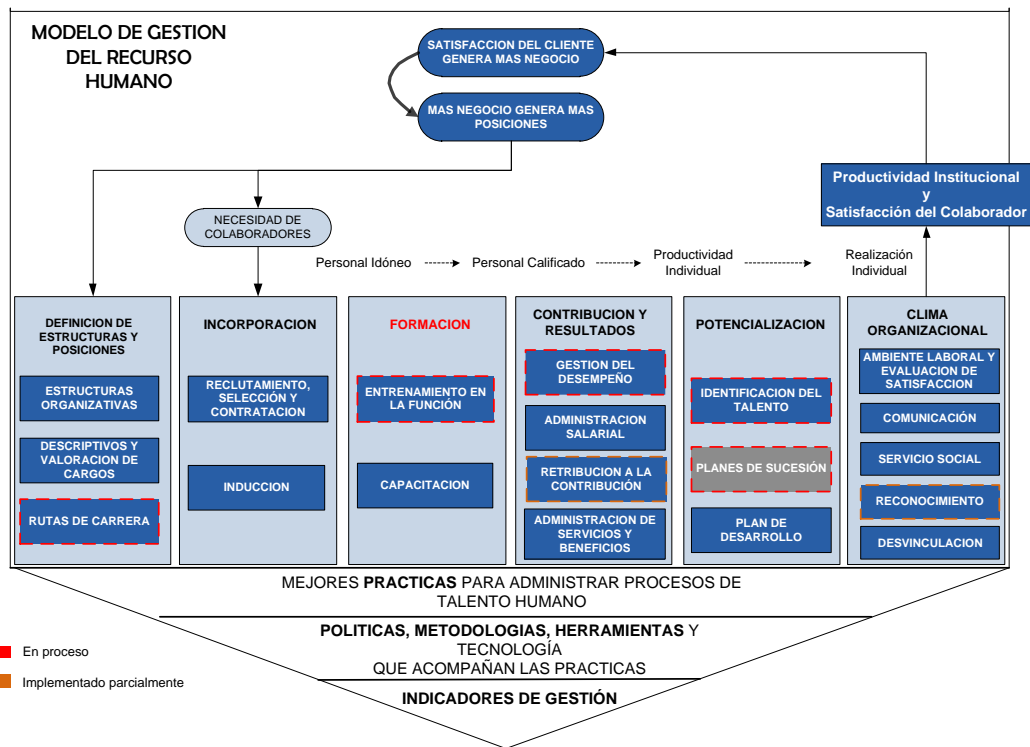 MODELO DE GESTION
DEL RECURSO
HUMANO
SATISFACCION DEL CLIENTE
GENERA MAS NEGOCIO
MAS NEGOCIO GENERA MAS
POSICIONES
Productividad Institucional
y
Satisfacción del Colaborador
NECESIDAD DE
COLABORADORES
Personal Idóneo
Personal Calificado
Productividad
Individual
Realización
Individual
DEFINICION DE
ESTRUCTURAS Y
POSICIONES
ESTRUCTURAS
ORGANIZATIVAS
DESCRIPTIVOS Y
VALORACION DE
CARGOS
RUTAS DE CARRERA
INCORPORACION
RECLUTAMIENTO,
SELECCIÓN Y
CONTRATACION
INDUCCION
FORMACION
ENTRENAMIENTO EN
LA FUNCIÓN
CAPACITACION
CONTRIBUCION Y
RESULTADOS
GESTION DEL
DESEMPEÑO
ADMINISTRACION
SALARIAL
RETRIBUCION A LA
CONTRIBUCIÓN
ADMINISTRACION DE
SERVICIOS Y
BENEFICIOS
POTENCIALIZACION
IDENTIFICACION DEL
TALENTO
PLANES DE SUCESIÓN
PLAN DE
DESARROLLO
CLIMA
ORGANIZACIONAL
AMBIENTE LABORAL Y
EVALUACION DE
SATISFACCION
COMUNICACIÓN
SERVICIO SOCIAL
RECONOCIMIENTO
DESVINCULACION
MEJORES PRACTICAS PARA ADMINISTRAR PROCESOS DE
TALENTO HUMANO
POLITICAS, METODOLOGIAS, HERRAMIENTAS Y
TECNOLOGÍA
QUE ACOMPAÑAN LAS PRACTICAS
INDICADORES DE GESTIÓN
En proceso
Implementado parcialmente